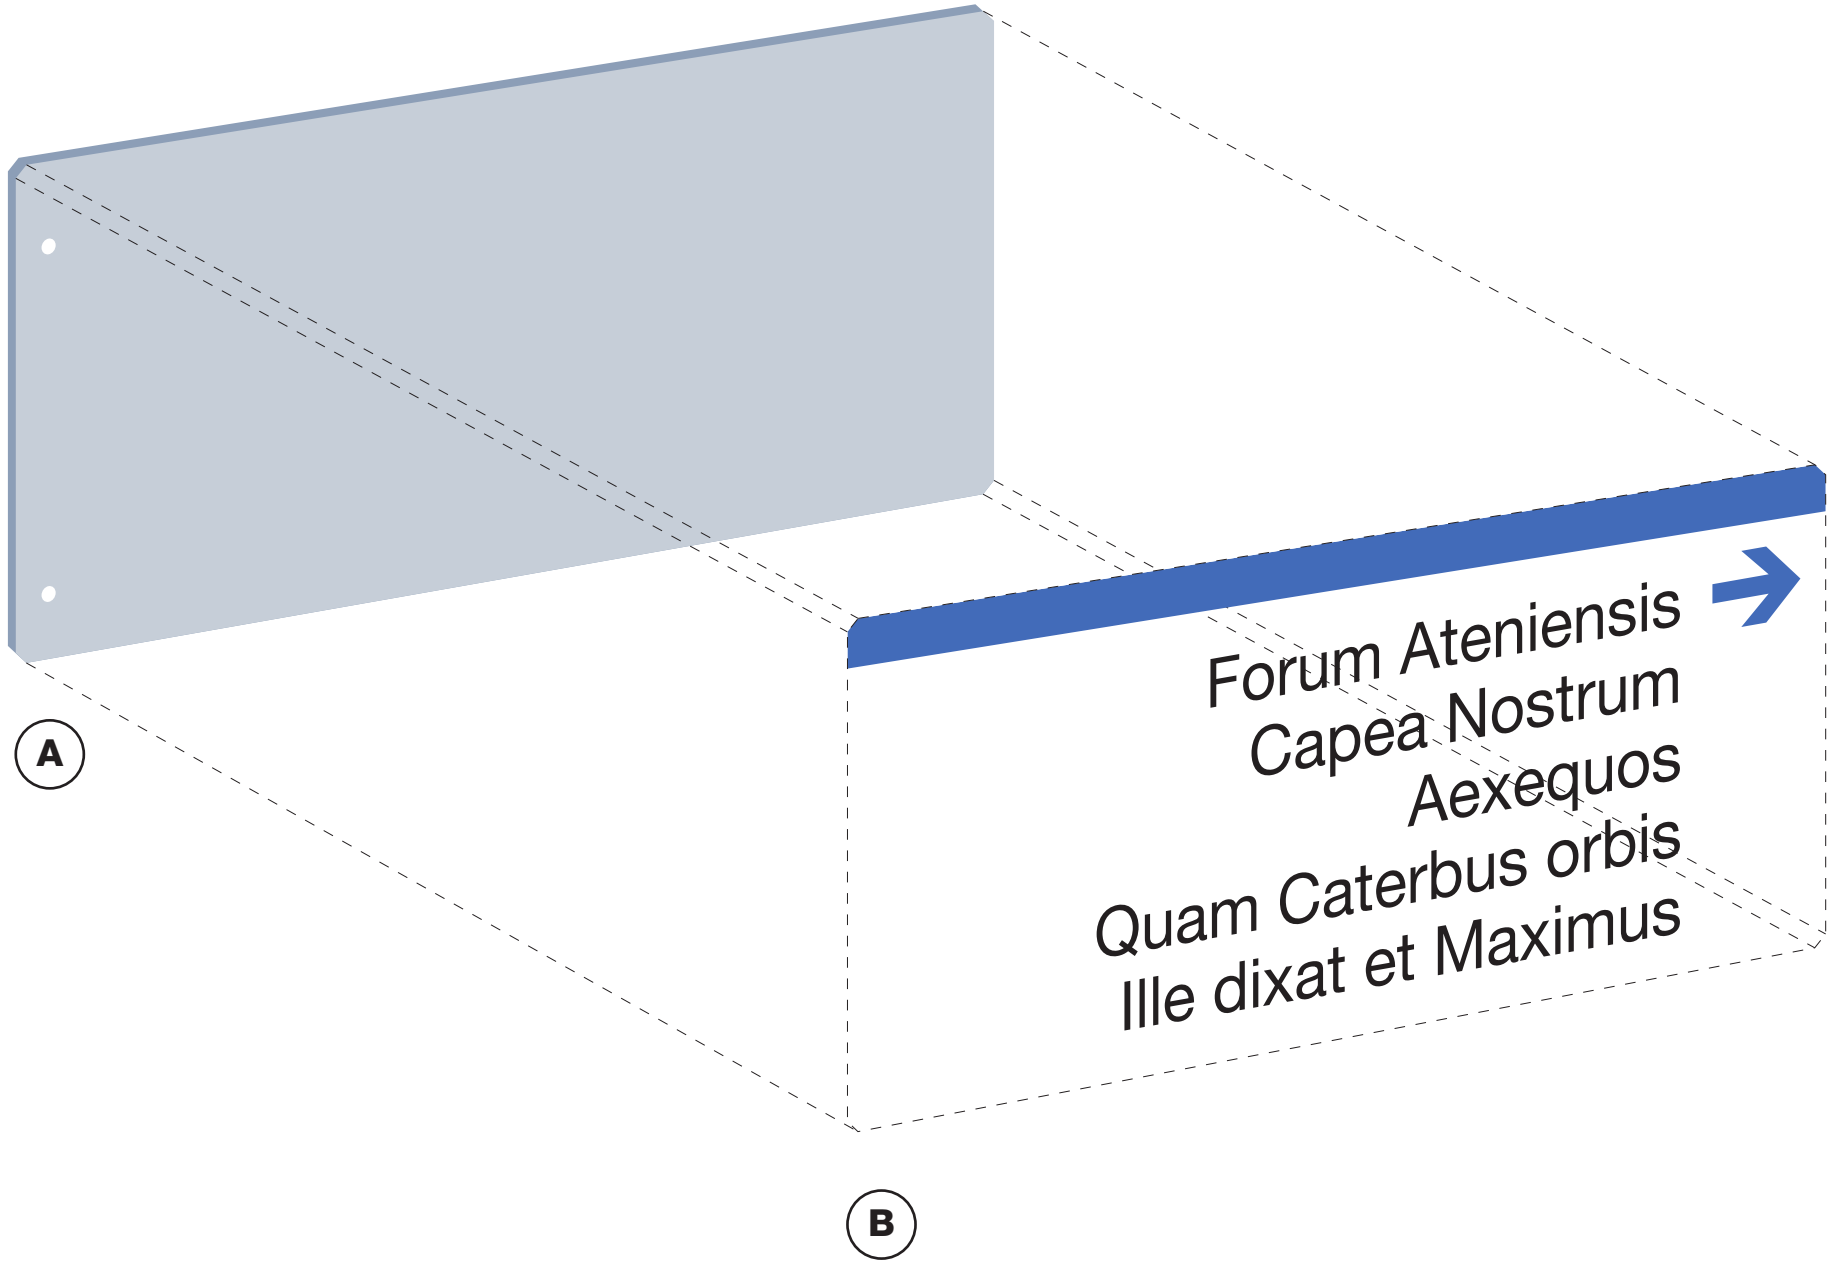 Forum Ateniensis
Capea Nostrum
Aexequos
Quam Caterbus orbis
Ille dixat et Maximus
A
B